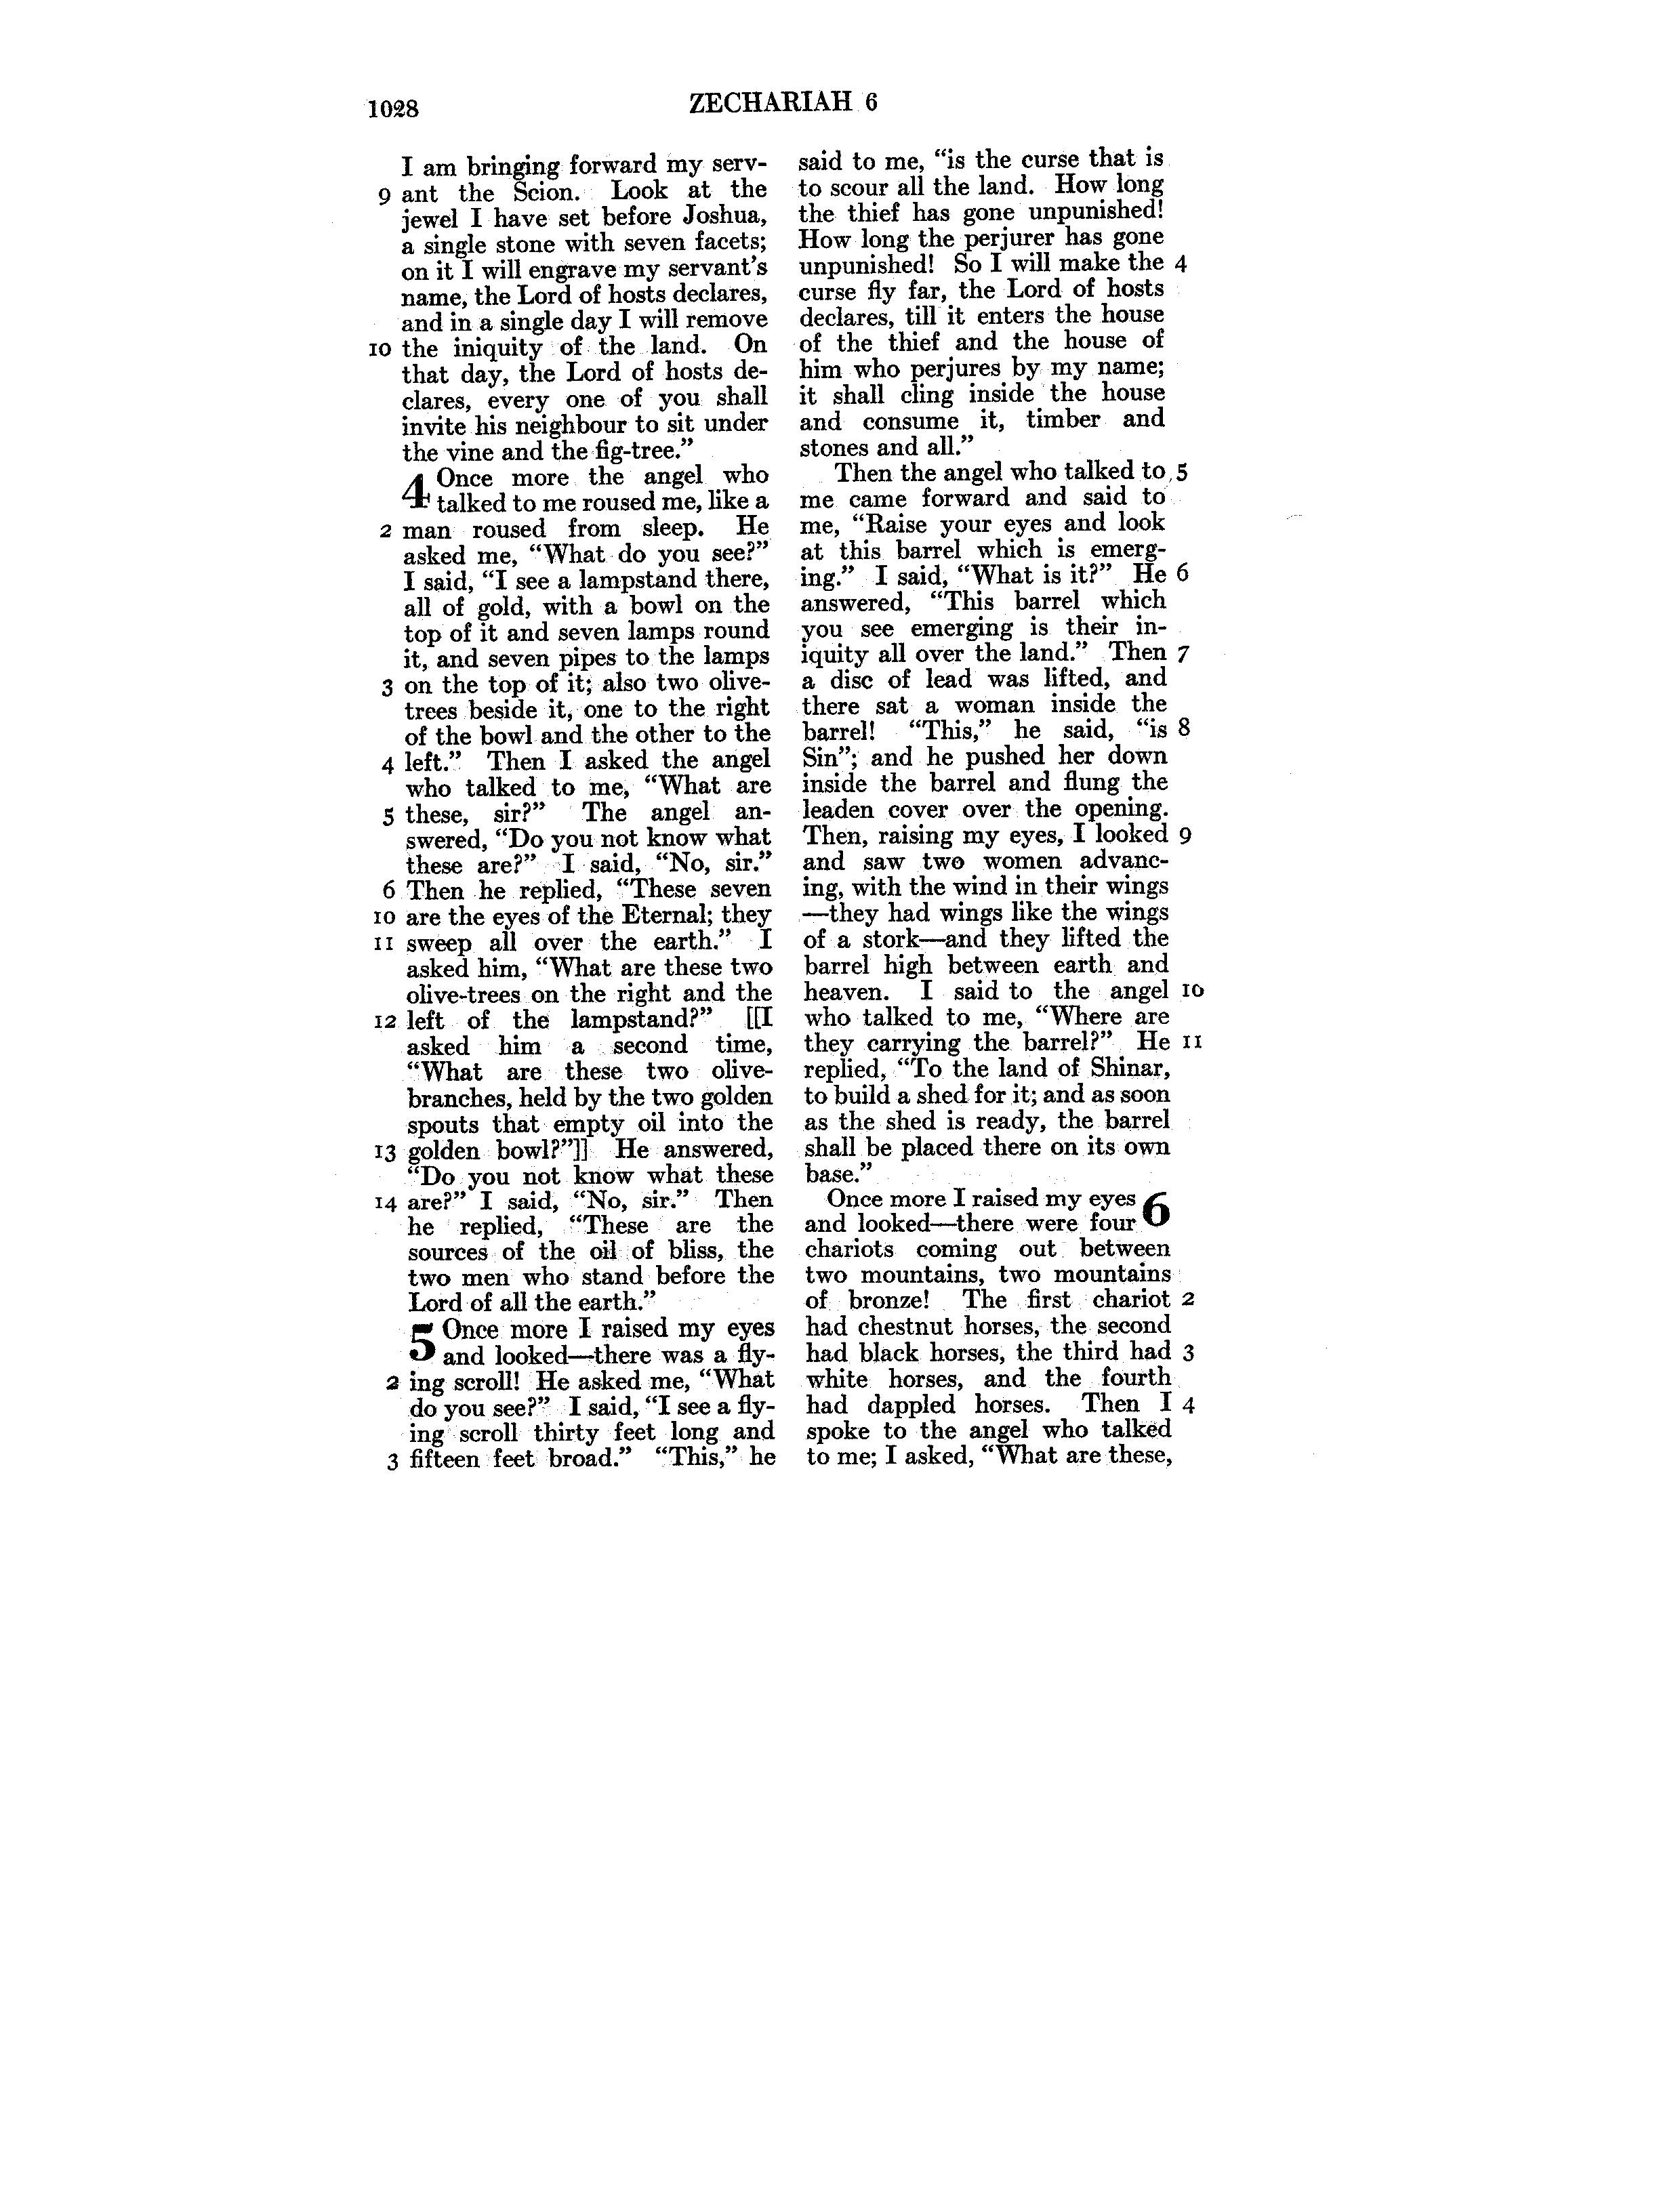 1028 ZECHARIAH 6
I am bringing forward my serv-
9 ant the Scion. Look at the
jewel I have set before Joshua,
a single stone with seven facets;
on it I will engrave my servant's
name, the Lord of hosts declares,
and in a single day I will remove
10 the iniquity of the land. On
that day, the Lord of hosts de-
clares, every one of you shall
invite his neighbour to sit under
the vine and the fig-tree.”
4 Once more the angel who
talked to me roused me, like a
2 man roused from sleep. He
asked me, “What do you see?”
I said, “I see a lampstand there,
all of gold, with a bowl on the
top of it and seven lamps round
it, and seven pipes to the lamps
3 on the top of it; also two olive-
trees beside it, one to the right
of the bowl and the other to the
4 left.” Then I asked the angel
who talked to me, “What are
5 these, sir?” The angel an-
swered, “Do you not know what
these are?” I said, “No, sir.”
6 Then he replied, “These seven
10 are the eyes of the Eternal; they
11 sweep all over the earth.” I
asked him, “What are these two
olive-trees on the right and the
12 left of the lampstand?” [[I
asked him a second time,
“What are these two olive-
branches, held by the two golden
spouts that empty oil into the
13 golden bowl?”]] He answered,
“Do you not know what these
14 are?” I said, “No, sir.” Then
he replied, “These are the
sources of the oil of bliss, the
two men who stand before the
Lord of all the earth.”
5 Once more I raised my eyes
and looked—there was a fly-
2 ing scroll! He asked me, “What
do you see?” I said, “I see a fly-
ing scroll thirty feet long and
3 fifteen feet broad.” “This,” he
said to me, “is the curse that is
to scour all the land. How long
the thief has gone unpunished!
How long the perjurer has gone
unpunished! So I will make the 4
curse fly far, the Lord of hosts
declares, till it enters the house
of the thief and the house of
him who perjures by my name;
it shall cling inside the house
and consume it, timber and
stones and all.”
Then the angel who talked to 5
me came forward and said to
me, “Raise your eyes and look
at this barrel which is emerg-
ing.” I said, “What is it?” He 6
answered, “This barrel which
you see emerging is their in-
iquity all over the land.” Then 7
a disc of lead was lifted, and
there sat a woman inside the
barrel! “This,” he said, “is 8
Sin”; and he pushed her down
inside the barrel and flung the
leaden cover over the opening.
Then, raising my eyes, I looked 9
and saw two women advanc-
ing, with the wind in their wings
—they had wings like the wings
of a stork—and they lifted the
barrel high between earth and
heaven. I said to the angel 10
who talked to me, “Where are
they carrying the barrel?” He 11
replied, “To the land of Shinar,
to build a shed for it; and as soon
as the shed is ready, the barrel
shall be placed there on its own
base.”
Once more I raised my eyes 6
and looked—there were four
chariots coming out between
two mountains, two mountains
of bronze! The first chariot 2
had chestnut horses, the second
had black horses, the third had 3
white horses, and the fourth
had dappled horses. Then I 4
spoke to the angel who talked
to me; I asked, “What are these,